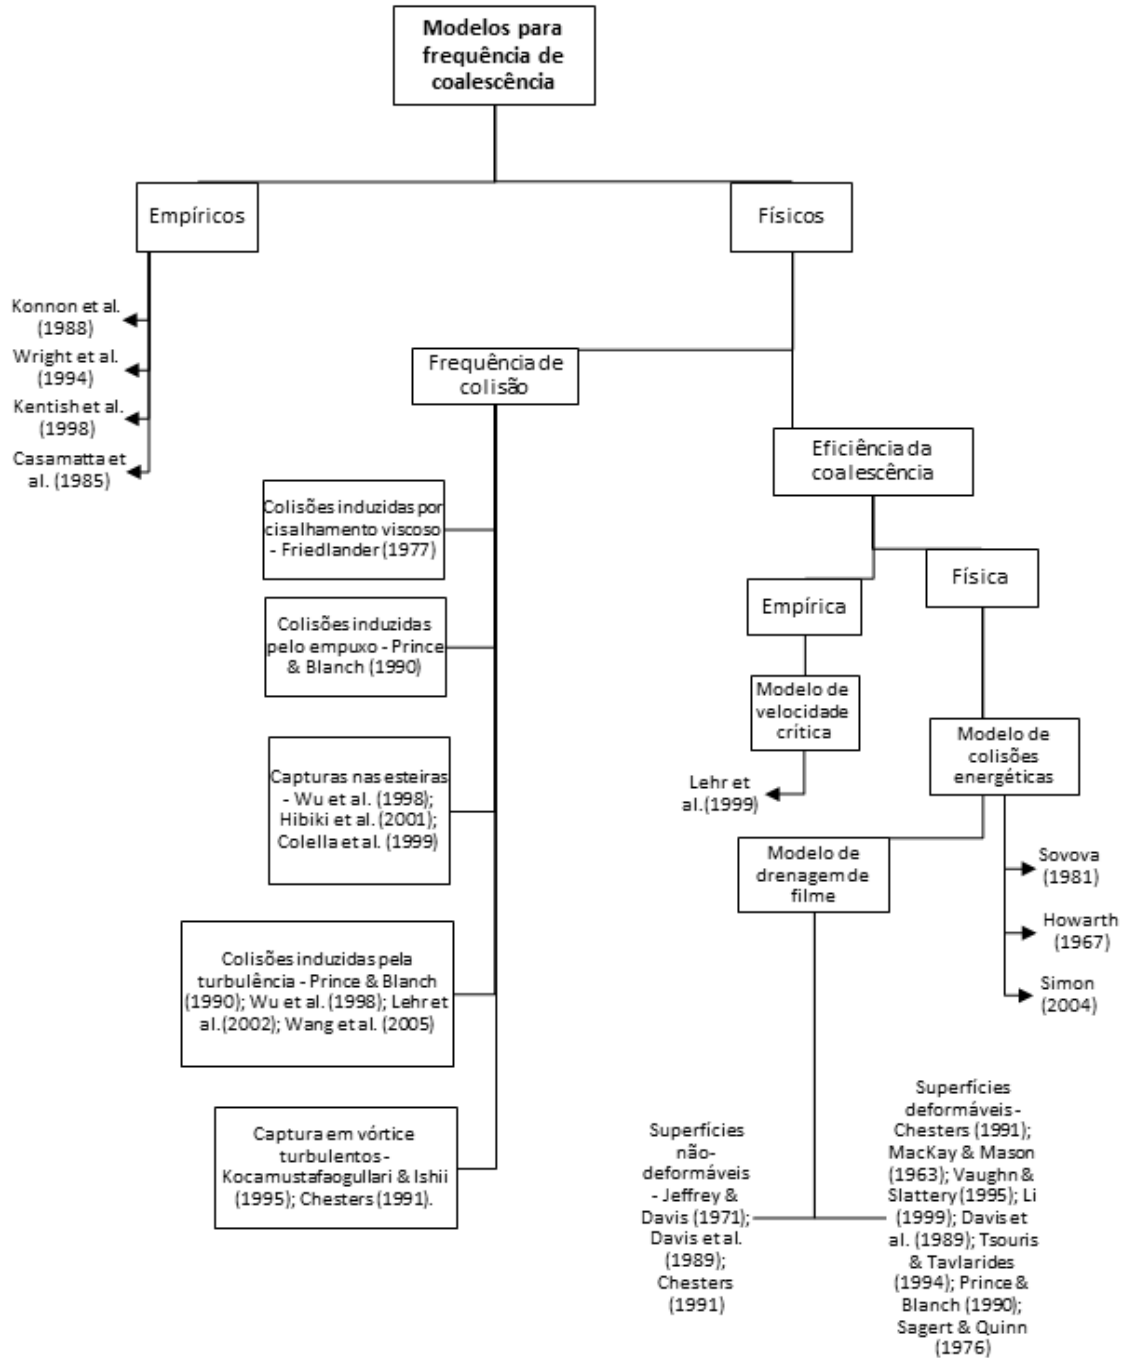 Modelos para
frequência de
coalescência
Empíricos
Físicos
Konnon et al.
(1988)
Wright et al.
(1994)
Kentish et al.
(1998)
Casamatta et
al. (1985)
Frequência de
colisão
Colisões induzidas por
cisalhamento viscoso
- Friedlander (1977)
Colisões induzidas
pelo empuxo - Prince
& Blanch (1990)
Capturas nas esteiras
- Wu et al. (1998);
Hibiki et al. (2001);
Colella et al. (1999)
Colisões induzidas pela
turbulência - Prince & Blanch
(1990); Wu et al. (1998); Lehr et
al.(2002); Wang et al. (2005)
Captura em vórtice
turbulentos -
Kocamustafaogullari & Ishii
(1995); Chesters (1991).
Eficiência da
coalescência
Empírica
Física
Modelo de
velocidade
crítica
Lehr et
al.(1999)
Modelo de
colisões
energéticas
Sovova
(1981)
Howarth
(1967)
Simon
(2004)
Modelo de
drenagem de
filme
Superfícies
não-
deformáveis
- Jeffrey &
Davis (1971);
Davis et al.
(1989);
Chesters
(1991)
Superfícies
deformáveis -
Chesters (1991);
MacKay & Mason
(1963); Vaughn &
Slattery (1995); Li
(1999); Davis et
al. (1989); Tsouris
& Tavlarides
(1994); Prince &
Blanch (1990);
Sagert & Quinn
(1976)